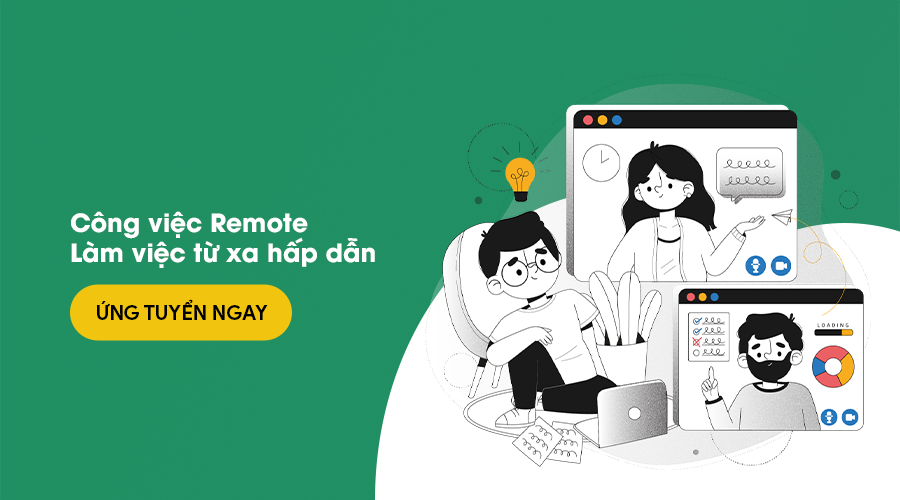 Công việc Remote
Làm việc từ xa hấp dẫn
ỨNG TUYỂN NGAY
LOADING